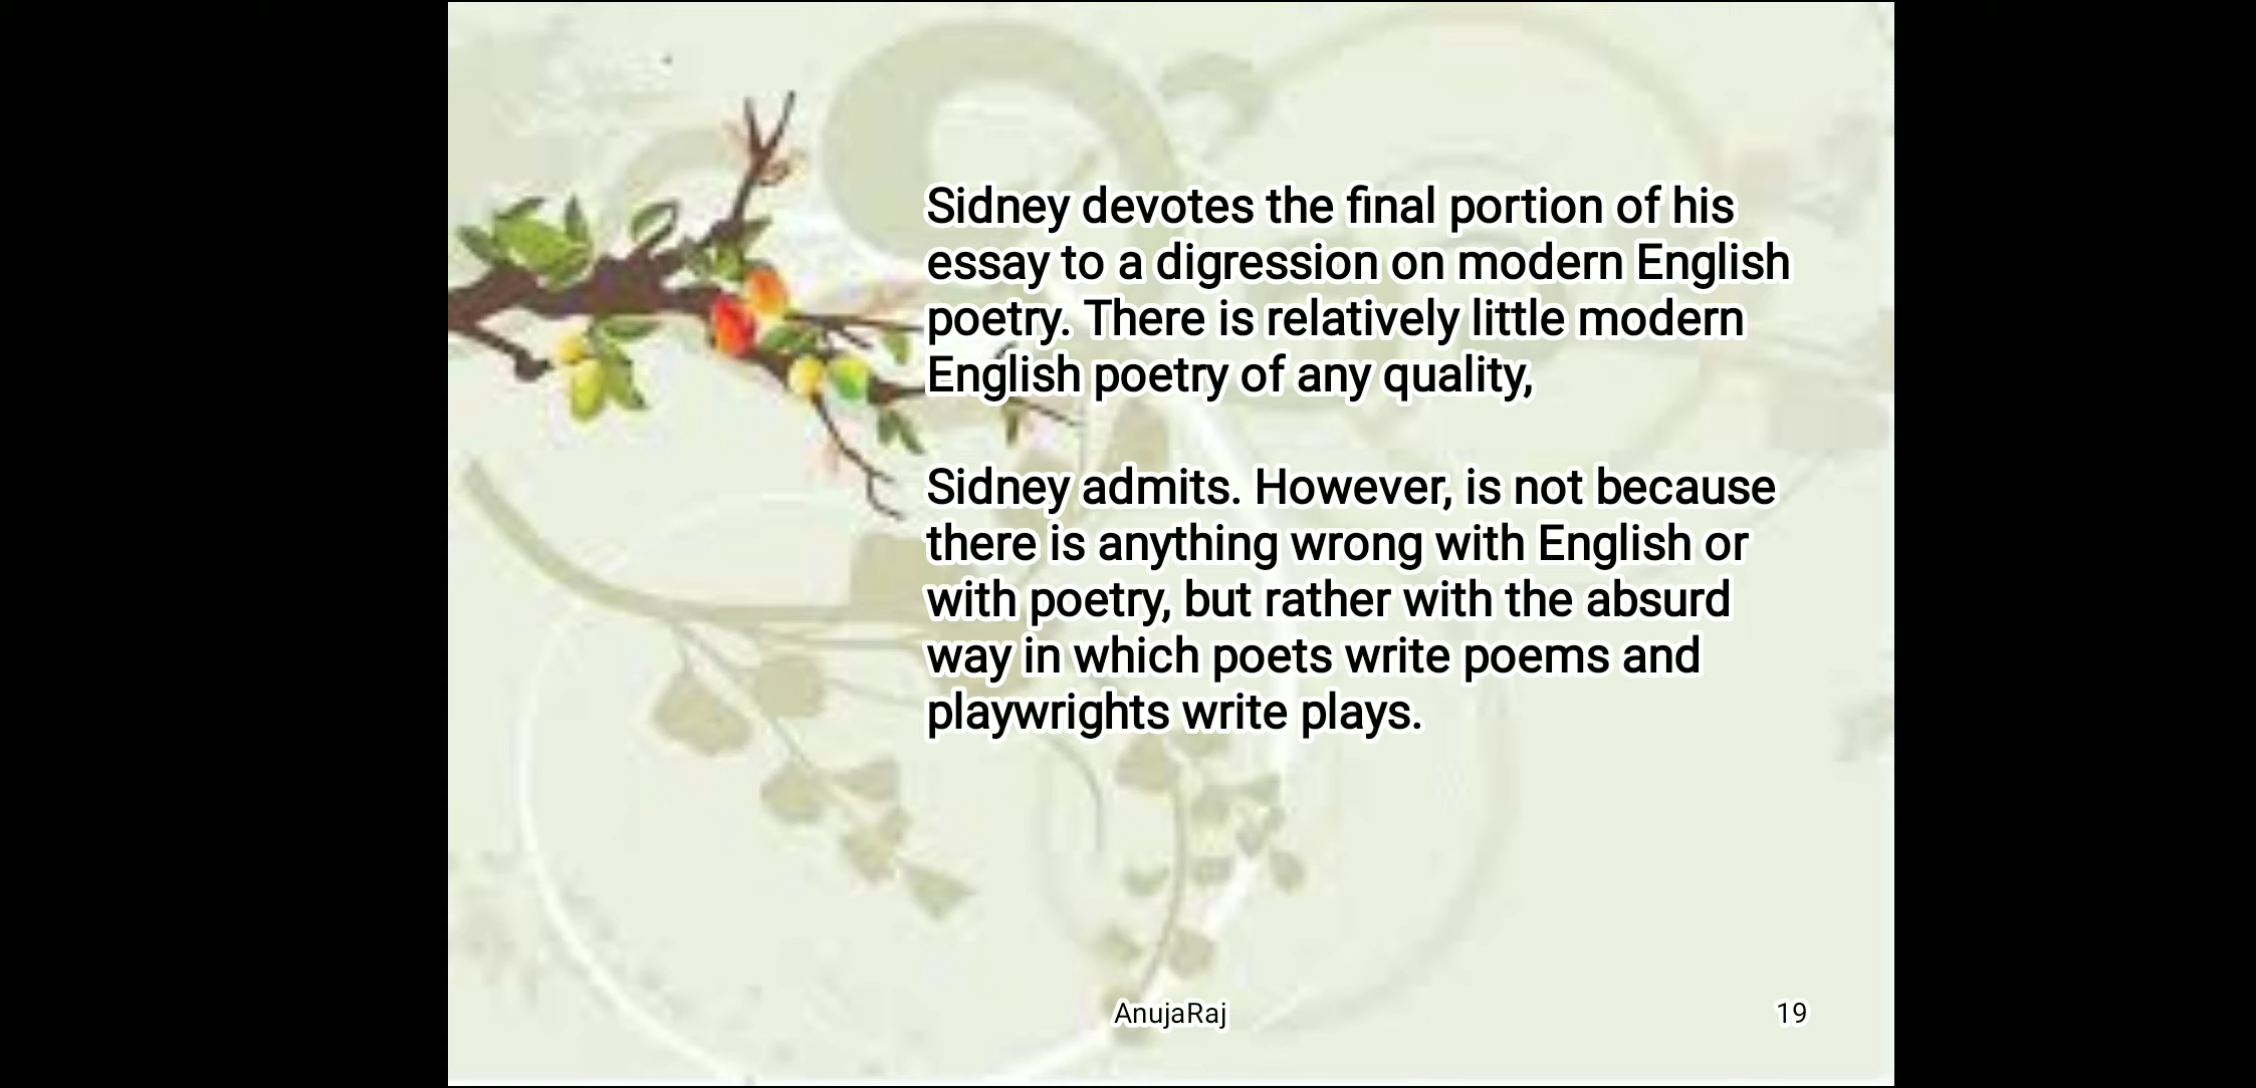 Sidney devotes the final portion of his
essay to a digression on modern English
poetry. There is relatively little modern
English poetry of any quality,
Sidney admits. However, is not because
there is anything wrong with English or
with poetry, but rather with the absurd
way in which poets write poems and
playwrights write plays.
AnujaRaj
19